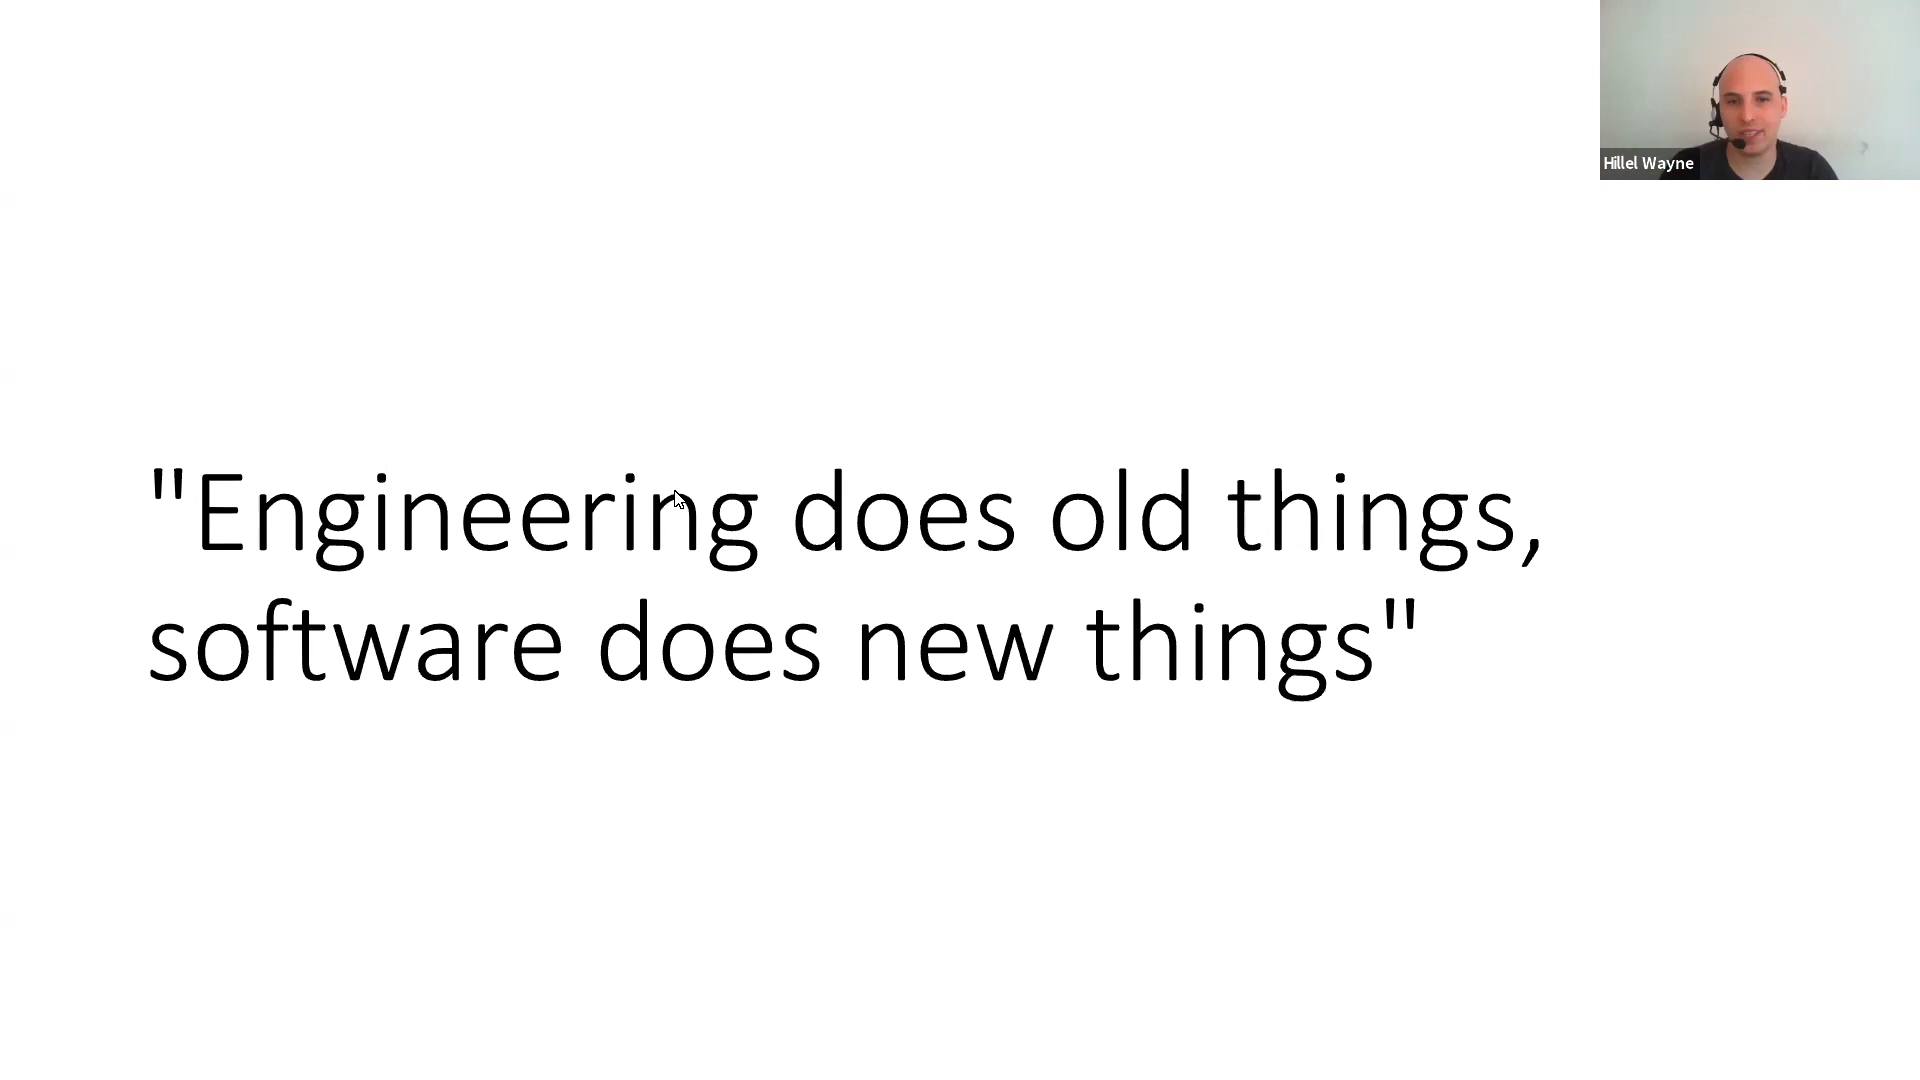 Hillel Wayne
"Engineering does old things,
software does new things"